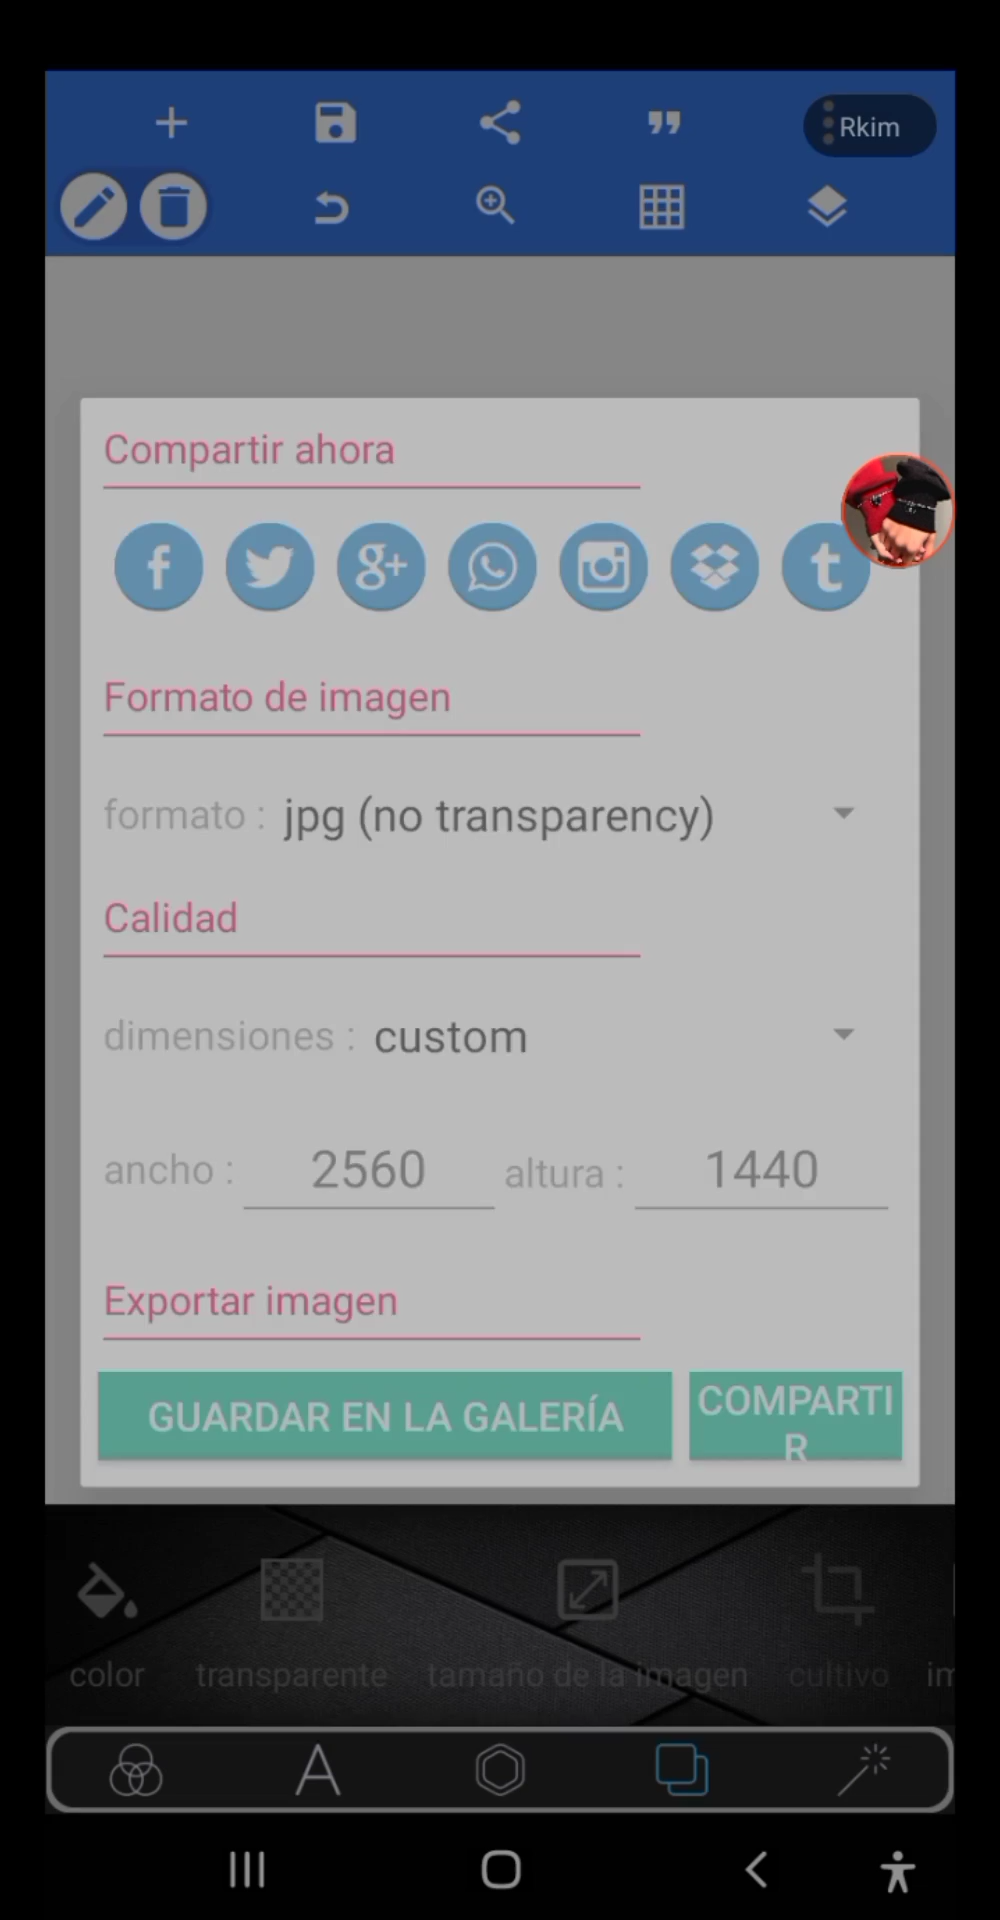 Rkim
Compartir ahora
Formato de imagen
formato : jpg (no transparency)
Calidad
dimensiones : custom
ancho : 2560 altura : 1440
Exportar imagen
GUARDAR EN LA GALERÍA
COMPARTI
R
color transparente tamaño de la imagen cultivo im